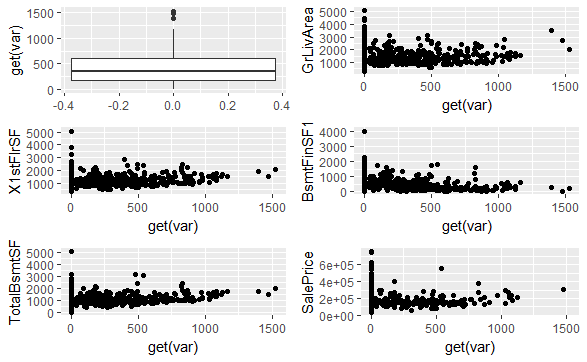 get(var)
1500
1000
500
0
-0.4 -0.2 0.0 0.2 0.4
get(var)
GrLivArea
5000
4000
3000
2000
1000
0 500 1000 1500
get(var)
X1stFlrSF
5000
4000
3000
2000
1000
0 500 1000 1500
get(var)
BsmtFinSF1
4000
3000
2000
1000
0
0 500 1000 1500
get(var)
TotalBsmtSF
5000
4000
3000
2000
1000
0
0 500 1000 1500
get(var)
SalePrice
6e+05
4e+05
2e+05
0e+00
0 500 1000 1500
get(var)